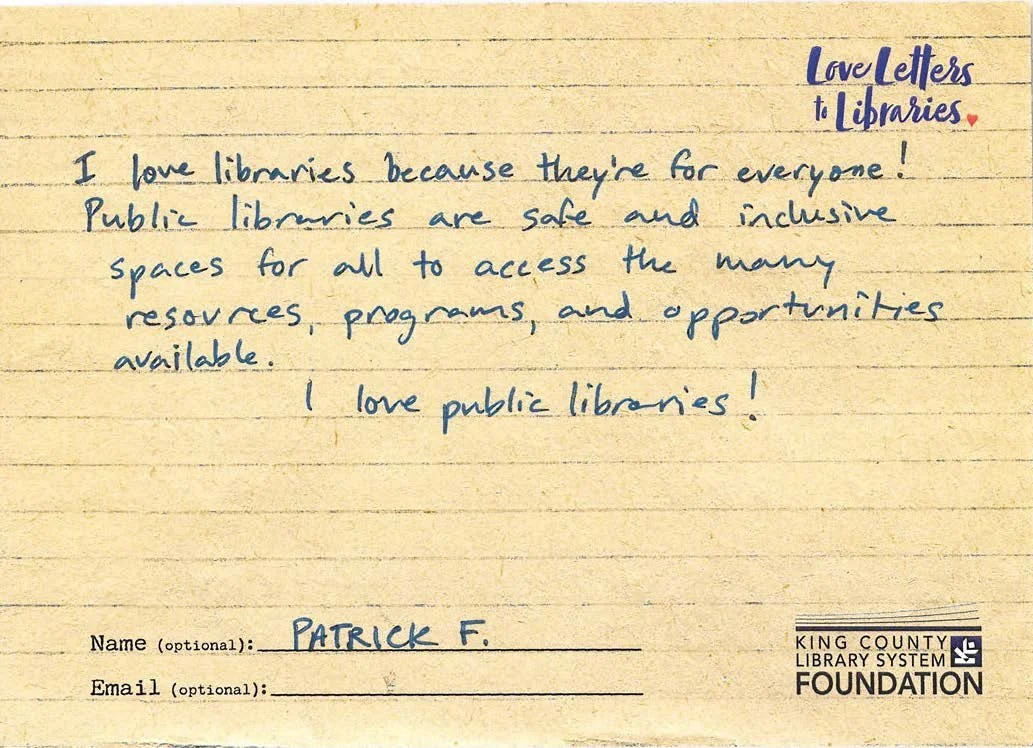 Love Letters
to Libraries
I love libraries because they're for everyone!
Public libraries are safe and inclusive
spaces for all to access the many
resources, programs, and opportunities
available.
I love public libraries!
Name (optional): PATRICK F.
Email (optional):
KING COUNTY
LIBRARY SYSTEM
FOUNDATION